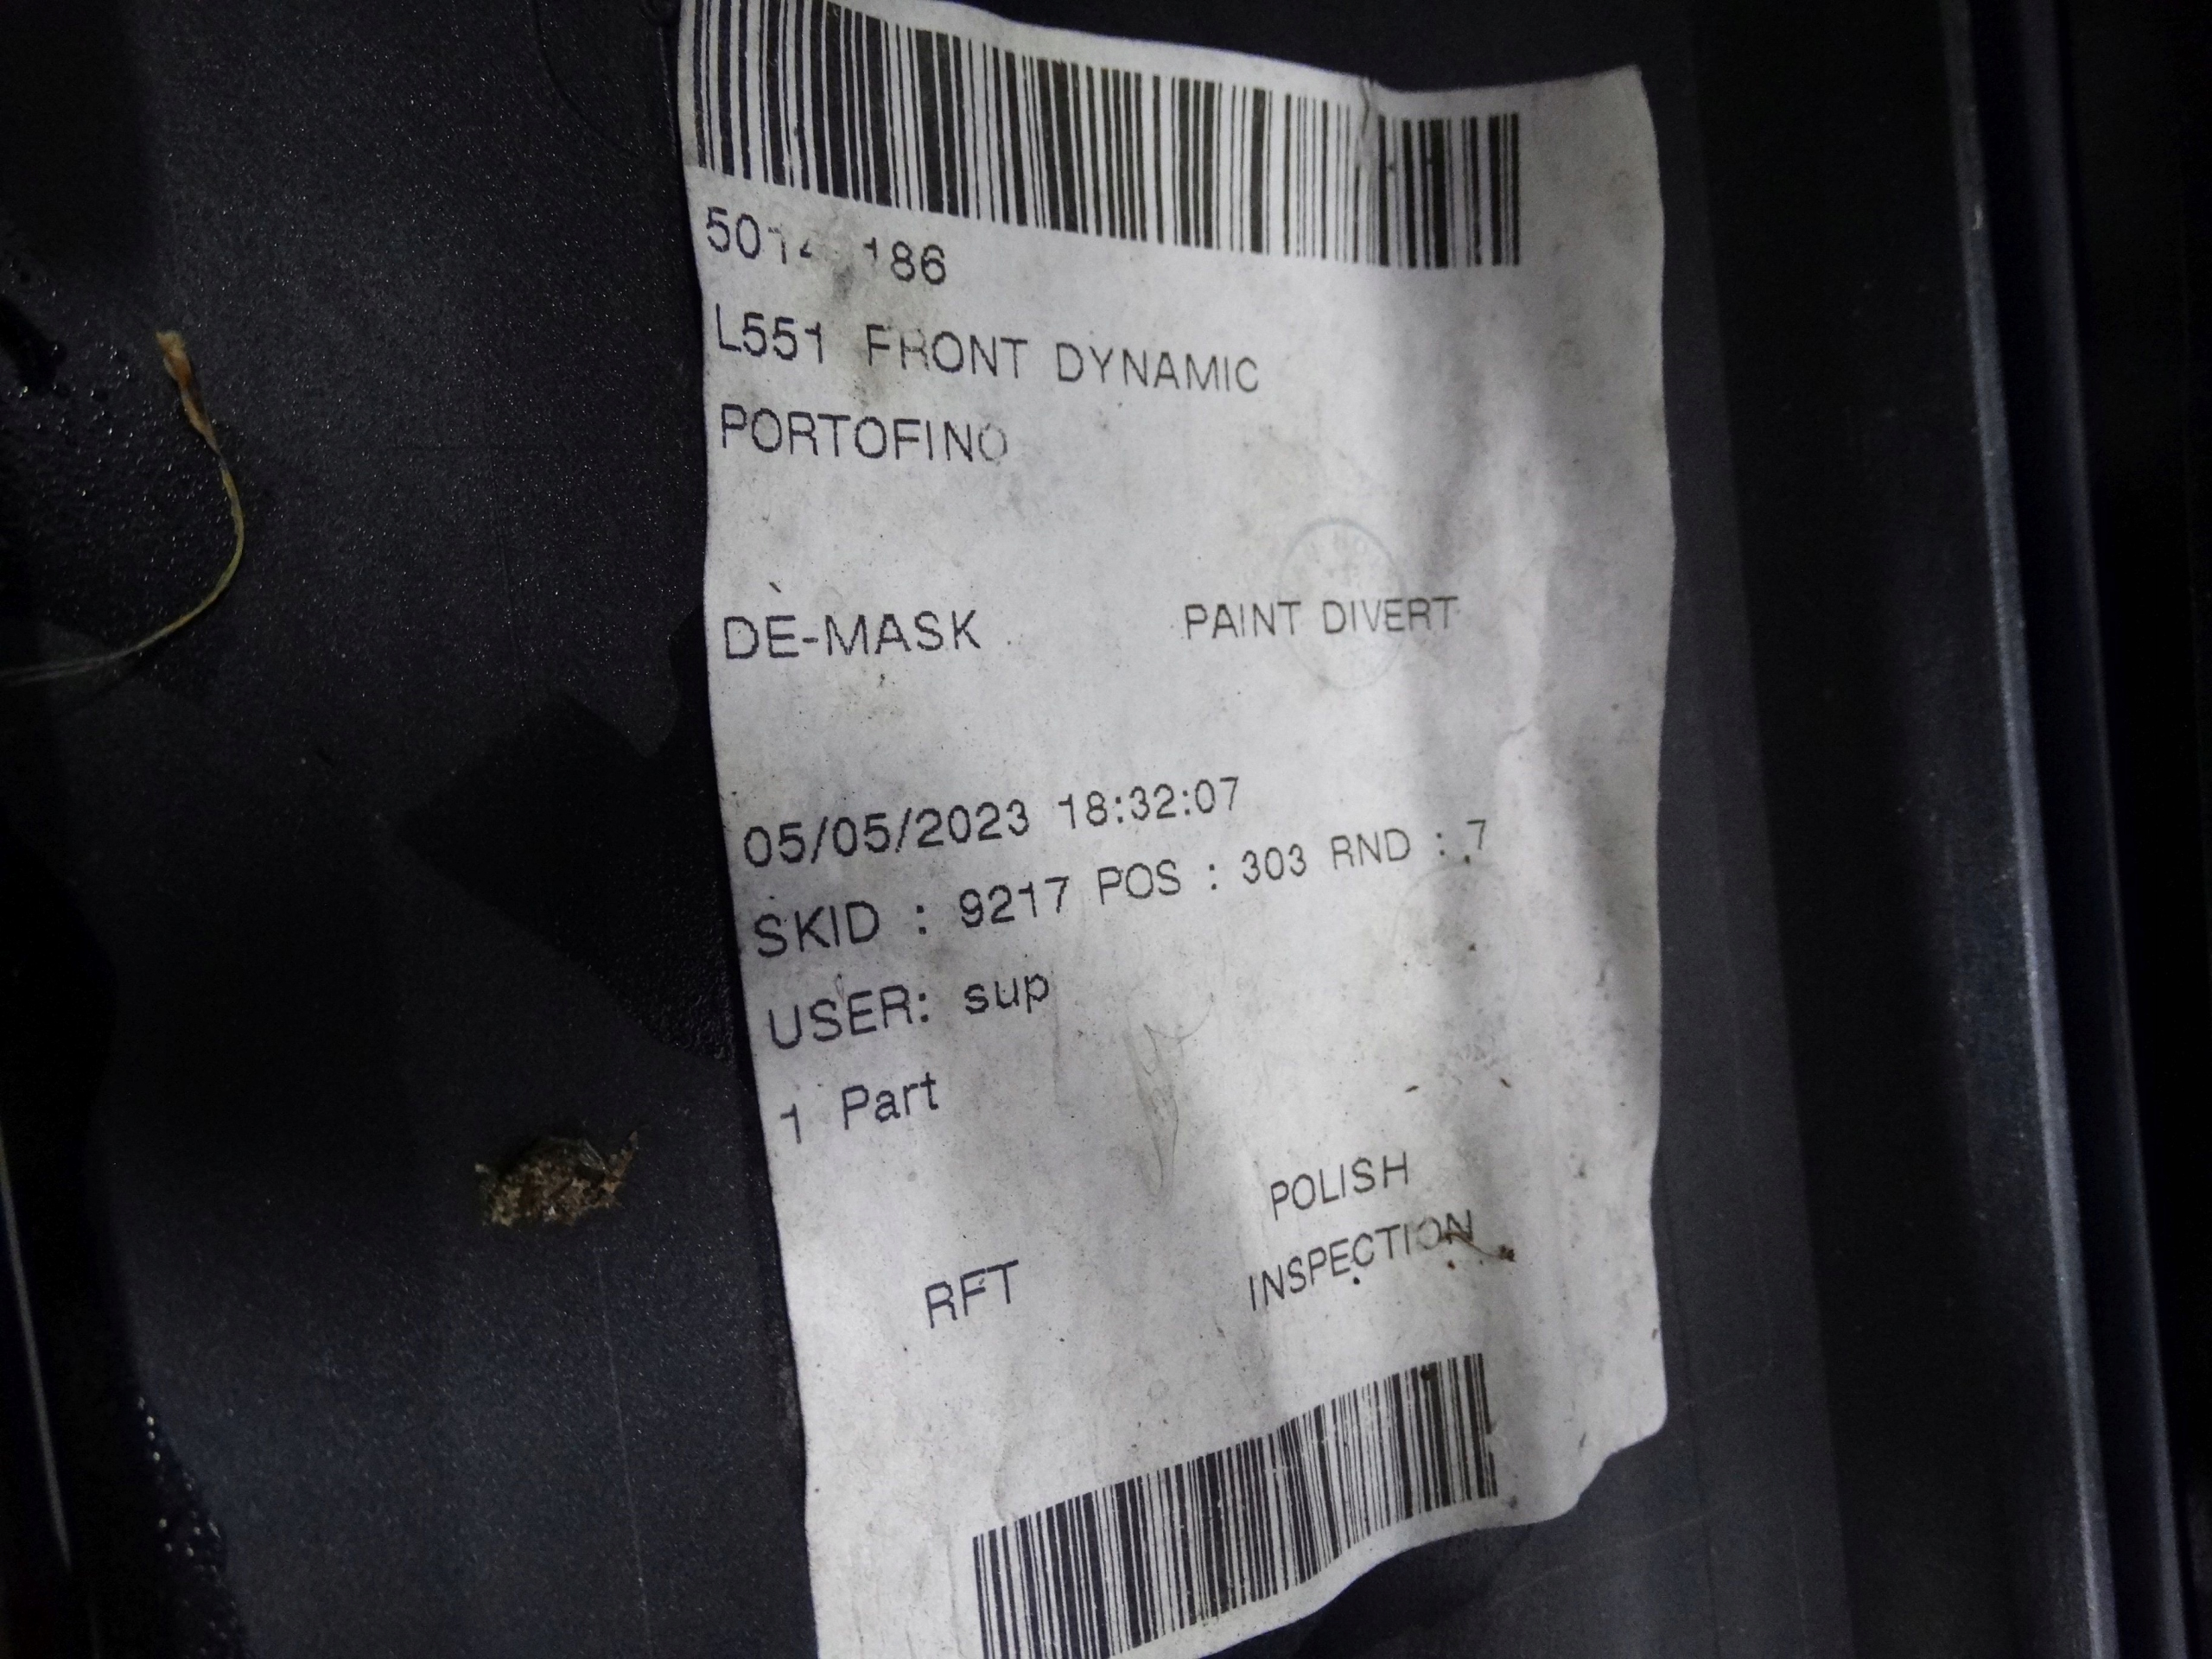 L551 FRONT DYNAMIC
PORTOFINO
DE-MASK PAINT DIVERT
05/05/2023 18:32:07
SKID : 9217 POS : 303 RND : 7
USER: sup
1 Part
POLISH
RFT INSPECTION